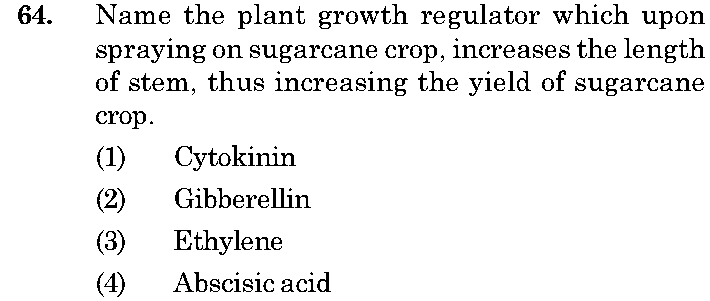 64. Name the plant growth regulator which upon
spraying on sugarcane crop, increases the length
of stem, thus increasing the yield of sugarcane
crop.
(1) Cytokinin
(2) Gibberellin
(3) Ethylene
(4) Abscisic acid